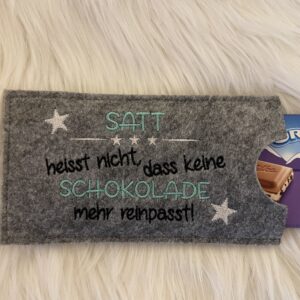 SATT
heisst nicht, dass keine
SCHOKOLADE
mehr reinpasst!